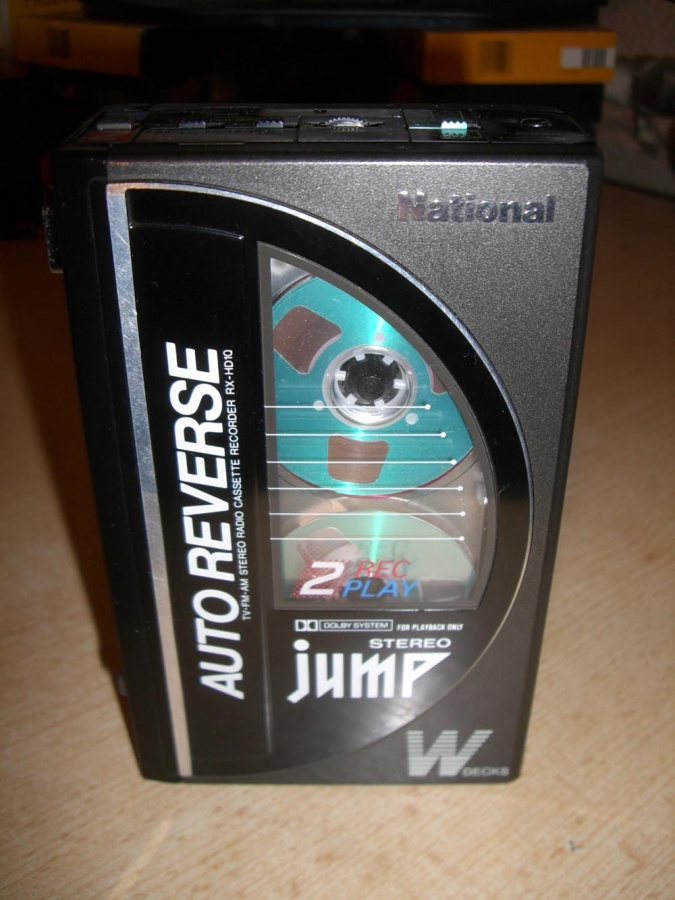 National
AUTO REVERSE
TV-FM-AM STEREO RADIO CASSETTE RECORDER RX-HD10
2 REC
PLAY
DOLBY SYSTEM FOR PLAYBACK ONLY
STEREO
jump
W
DECKS